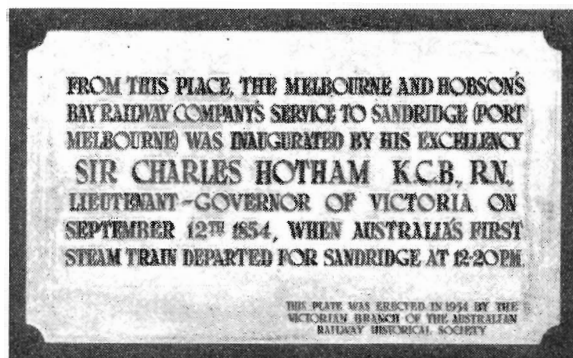 FROM THIS PLACE, THE MELBOURNE AND HOBSON'S
BAY RAILWAY COMPANY'S SERVICE TO SANDRIDGE (PORT
MELBOURNE) WAS INAUGURATED BY HIS EXCELLENCY
SIR CHARLES HOTHAM K.C.B., R.N.,
LIEUTENANT-GOVERNOR OF VICTORIA ON
SEPTEMBER 12TH 1854, WHEN AUSTRALIA'S FIRST
STEAM TRAIN DEPARTED FOR SANDRIDGE AT 12·20 P.M.
THIS PLATE WAS ERECTED IN 1954 BY THE
VICTORIAN BRANCH OF THE AUSTRALIAN
RAILWAY HISTORICAL SOCIETY